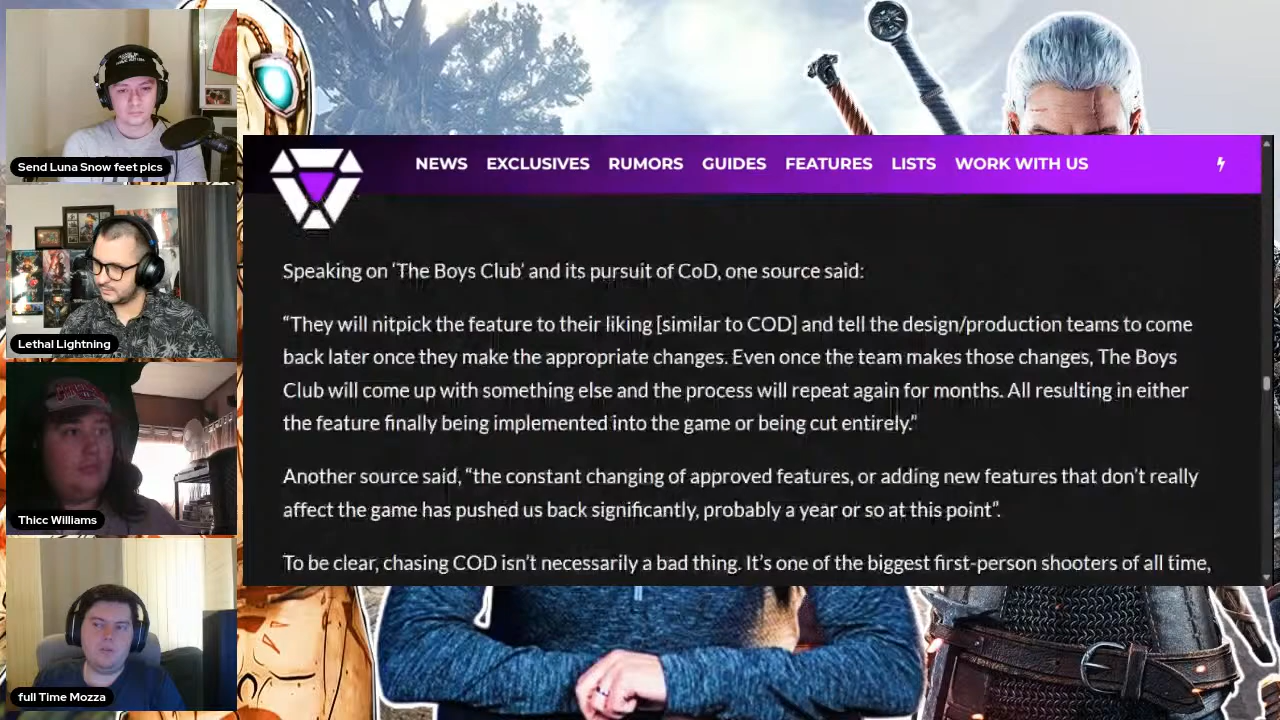 Send Luna Snow feet pics
Lethal Lightning
Thicc Williams
full Time Mozza
NEWS EXCLUSIVES RUMORS GUIDES FEATURES LISTS WORK WITH US
Speaking on ‘The Boys Club’ and its pursuit of CoD, one source said:
“They will nitpick the feature to their liking [similar to COD] and tell the design/production teams to come
back later once they make the appropriate changes. Even once the team makes those changes, The Boys
Club will come up with something else and the process will repeat again for months. All resulting in either
the feature finally being implemented into the game or being cut entirely.”
Another source said, “the constant changing of approved features, or adding new features that don’t really
affect the game has pushed us back significantly, probably a year or so at this point”.
To be clear, chasing COD isn’t necessarily a bad thing. It’s one of the biggest first-person shooters of all time,